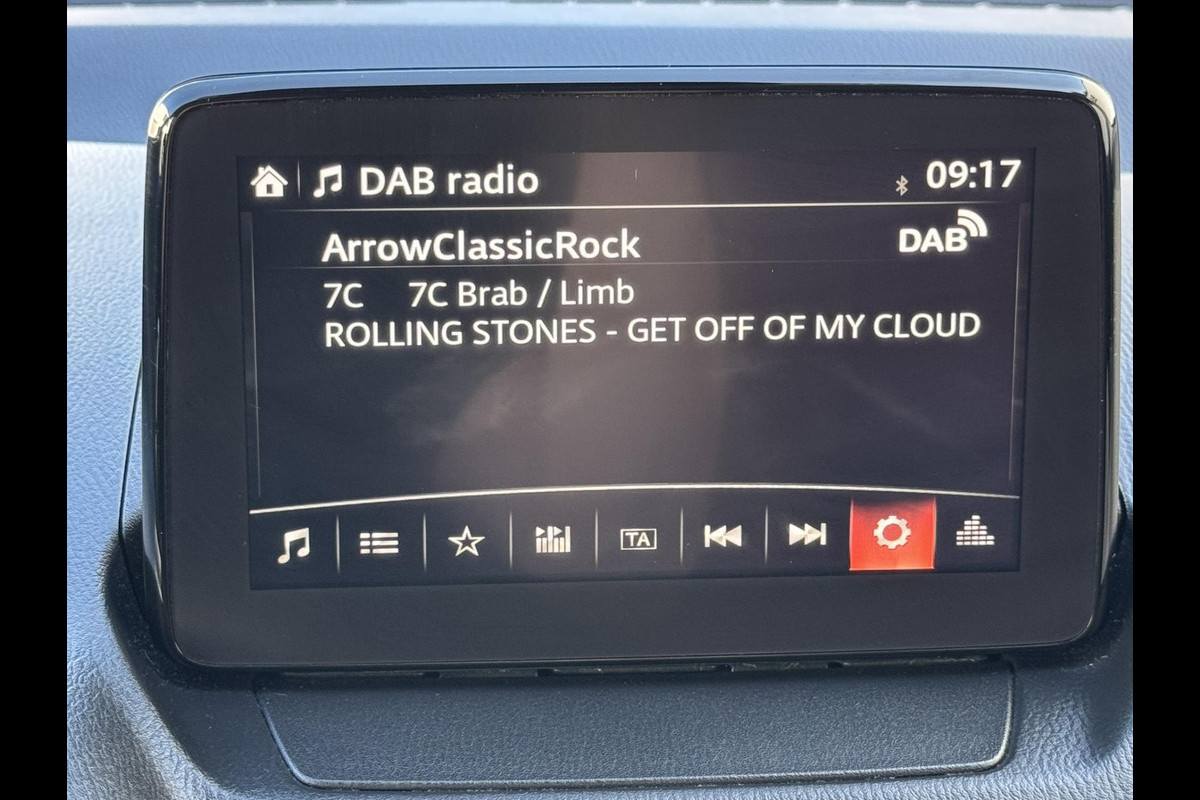 DAB radio 09:17
ArrowClassicRock DAB
7C 7C Brab / Limb
ROLLING STONES - GET OFF OF MY CLOUD
TA